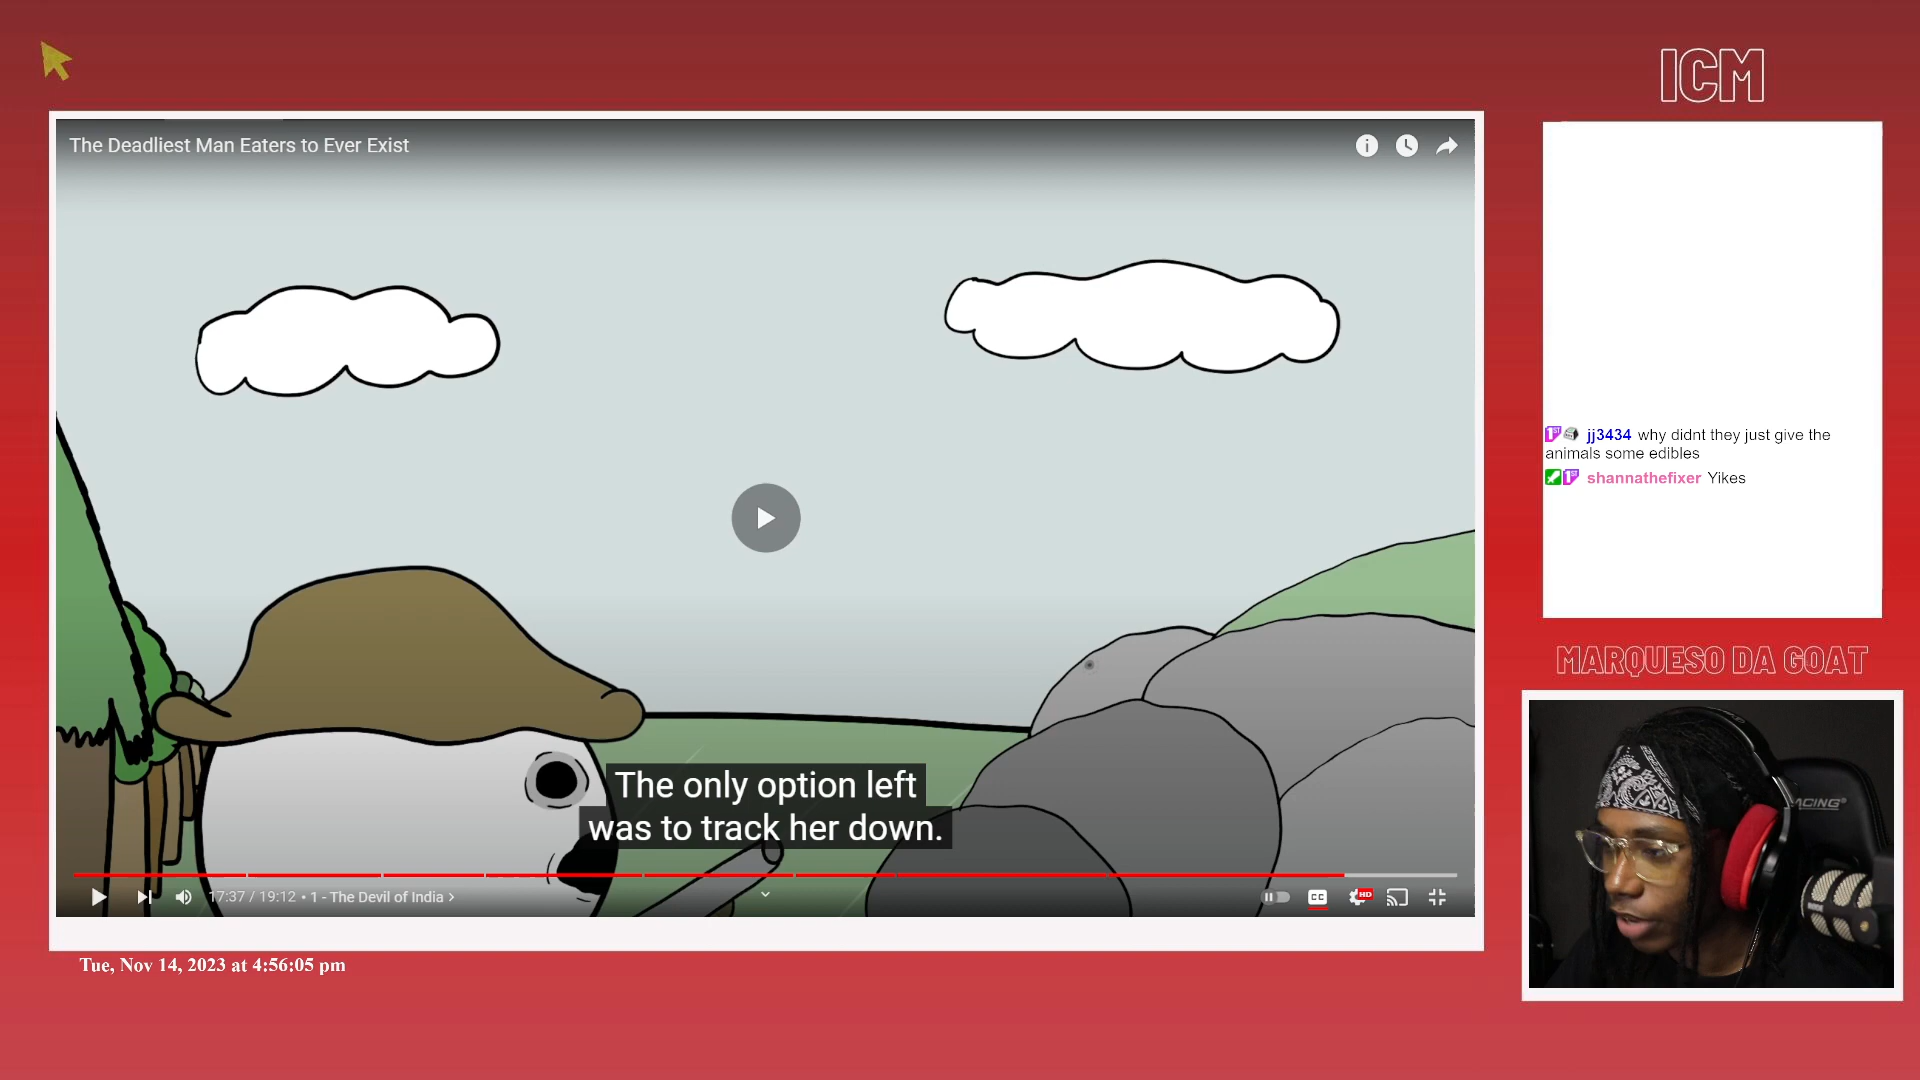 ICM
The Deadliest Man Eaters to Ever Exist
jj3434 why didnt they just give the
animals some edibles
shannathefixer Yikes
MARQUESO DA GOAT
The only option left
was to track her down.
17:37 / 19:12 • 1 - The Devil of India
CC
HD
Tue, Nov 14, 2023 at 4:56:05 pm